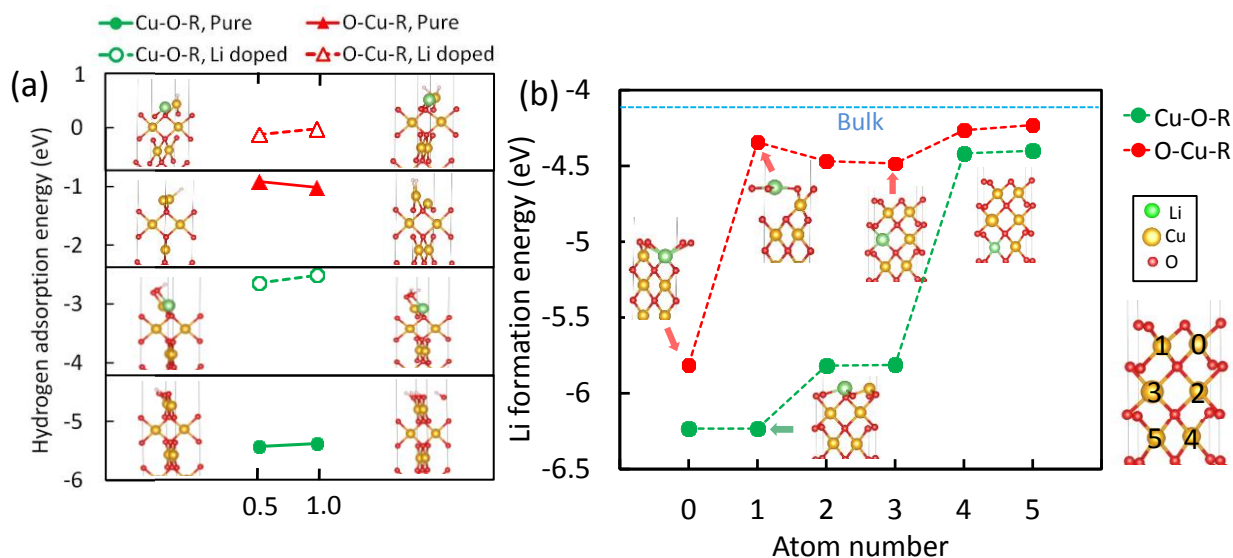 Cu-O-R, Pure
O-Cu-R, Pure
Cu-O-R, Li doped
O-Cu-R, Li doped
(a)
Hydrogen adsorption energy (eV)
1
0
-1
-2
-3
-4
-5
-6
0.5
1.0
(b)
Li formation energy (eV)
-4
-4.5
-5
-5.5
-6
-6.5
Bulk
0
1
2
3
4
5
Atom number
Cu-O-R
O-Cu-R
Li
Cu
O
1
0
3
2
5
4